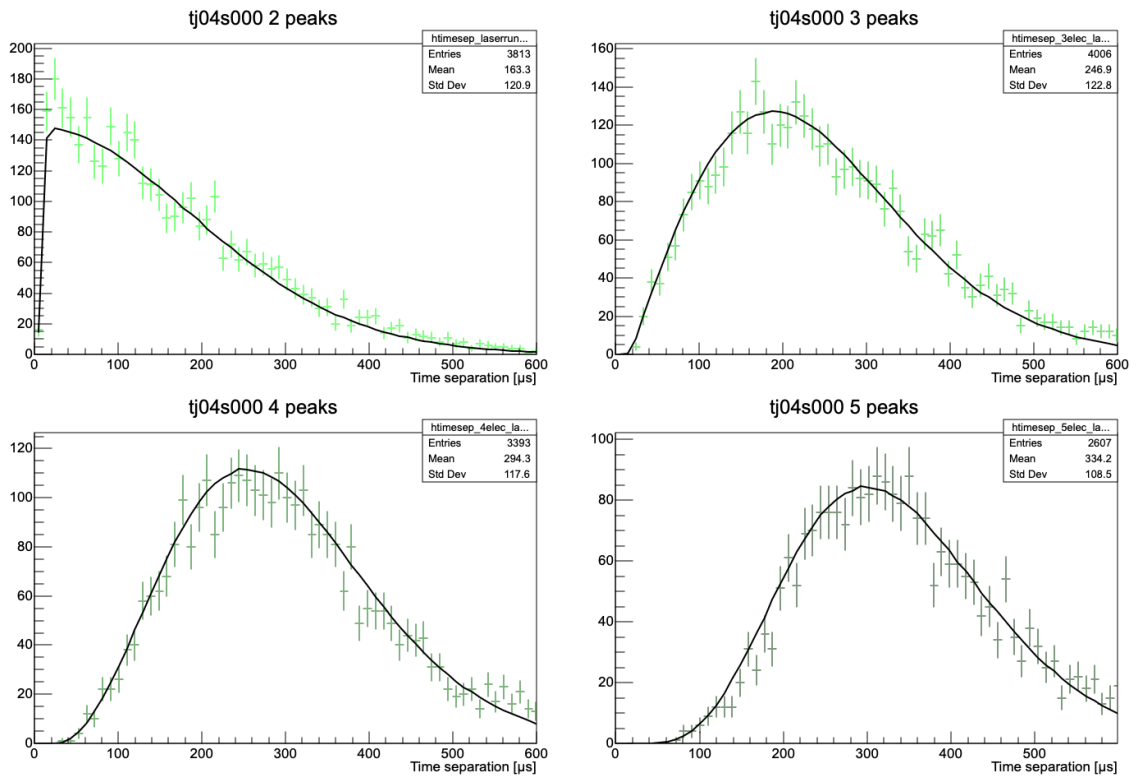 tj04s000 2 peaks
htimesep_laserrun...
Entries 3813
Mean 163.3
Std Dev 120.9
200
180
160
140
120
100
80
60
40
20
0
0 100 200 300 400 500 600
Time separation [µs]
tj04s000 3 peaks
htimesep_3elec_la...
Entries 4006
Mean 246.9
Std Dev 122.8
160
140
120
100
80
60
40
20
0
0 100 200 300 400 500 600
Time separation [µs]
tj04s000 4 peaks
htimesep_4elec_la...
Entries 3393
Mean 294.3
Std Dev 117.6
120
100
80
60
40
20
0
0 100 200 300 400 500 600
Time separation [µs]
tj04s000 5 peaks
htimesep_5elec_la...
Entries 2607
Mean 334.2
Std Dev 108.5
100
80
60
40
20
0
0 100 200 300 400 500
Time separation [µs]